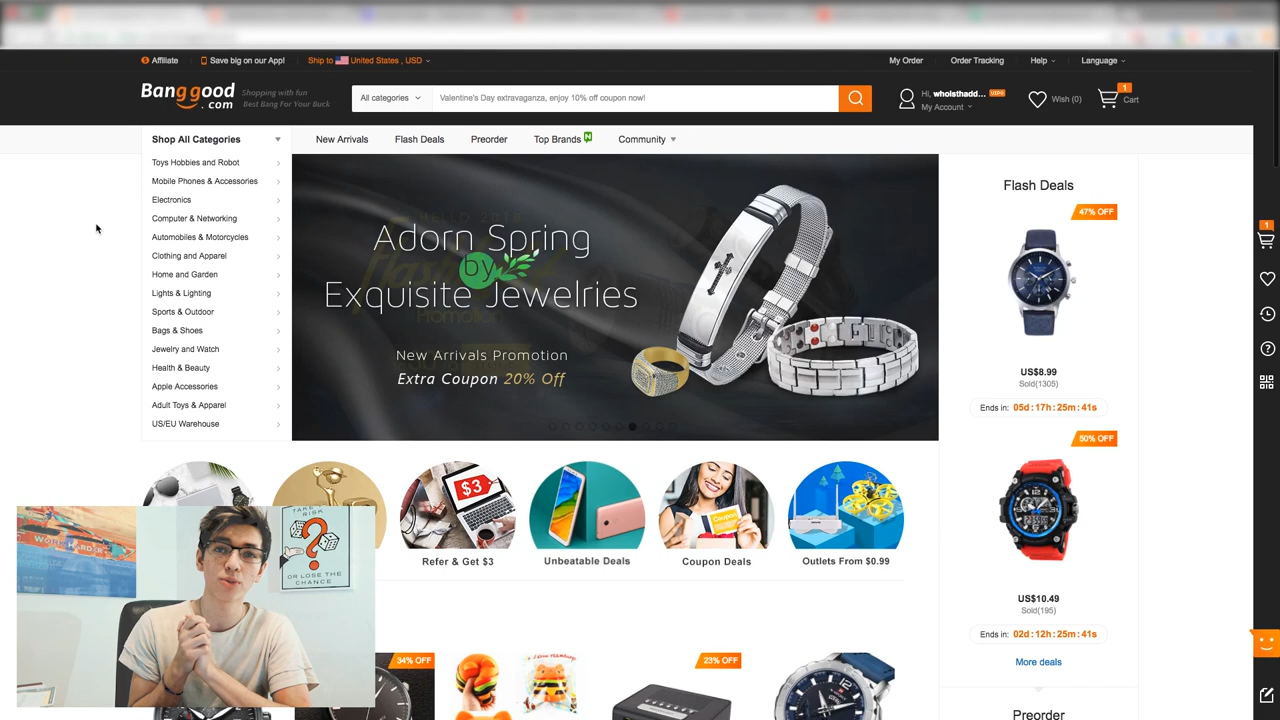 Affiliate
Save big on our App!
Ship to United States , USD
My Order
Order Tracking
Help
Language
Banggood
.com
Shopping with fun
Best Bang For Your Buck
All categories
Valentine's Day extravaganza, enjoy 10% off coupon now!
Hi, whoisthadd...
My Account
Wish (0)
1
Cart
Shop All Categories
New Arrivals
Flash Deals
Preorder
Top Brands
N
Community
Toys Hobbies and Robot
Mobile Phones & Accessories
Electronics
Computer & Networking
Automobiles & Motorcycles
Clothing and Apparel
Home and Garden
Lights & Lighting
Sports & Outdoor
Bags & Shoes
Jewelry and Watch
Health & Beauty
Apple Accessories
Adult Toys & Apparel
US/EU Warehouse
Adorn Spring
by
Exquisite Jewelries
New Arrivals Promotion
Extra Coupon 20% Off
Flash Deals
47% OFF
US$8.99
Sold(1305)
Ends in: 05d : 17h : 25m : 41s
50% OFF
US$10.49
Sold(195)
Ends in: 02d : 12h : 25m : 41s
More deals
Preorder
1
$3
Coupon
Refer & Get $3
Unbeatable Deals
Coupon Deals
Outlets From $0.99
WORK HARDER
TAKE A
RISK
?
OR LOSE THE
CHANCE
34% OFF
23% OFF